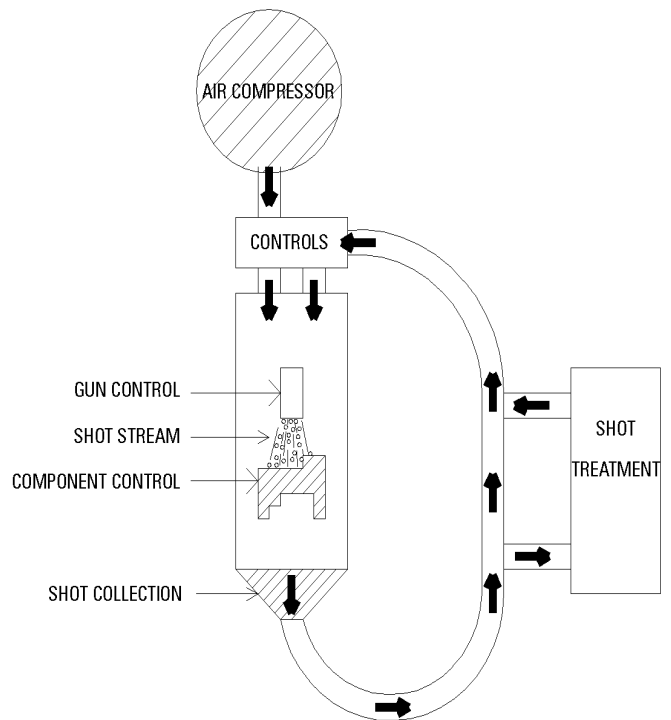 AIR COMPRESSOR
CONTROLS
GUN CONTROL
SHOT STREAM
COMPONENT CONTROL
SHOT COLLECTION
SHOT
TREATMENT